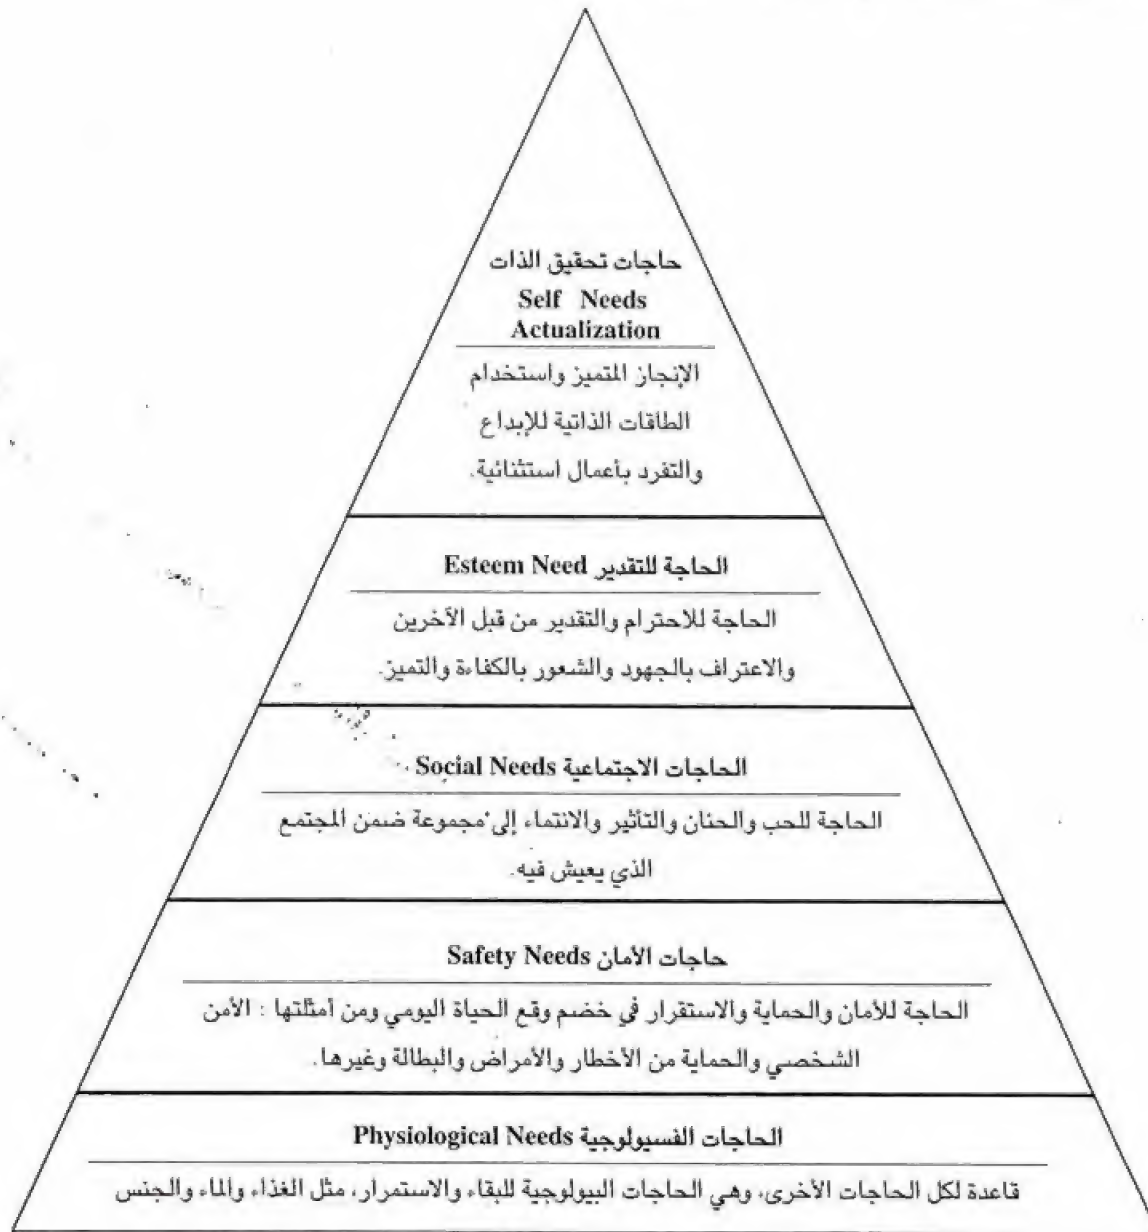 حاجات تحقيق الذات
Self Needs
Actualization
الإنجاز المتميز واستخدام
الطاقات الذاتية للإبداع
والتفرد بأعمال استثنائية.
الحاجة للتقدير Esteem Need
الحاجة للاحترام والتقدير من قبل الآخرين
والاعتراف بالجهود والشعور بالكفاءة والتميز.
الحاجات الاجتماعية Social Needs
الحاجة للحب والحنان والتأثير والانتماء إلى مجموعة ضمن المجتمع
الذي يعيش فيه.
حاجات الأمان Safety Needs
الحاجة للأمان والحماية والاستقرار في خضم وقع الحياة اليومي ومن أمثلتها : الأمن
الشخصي والحماية من الأخطار والأمراض والبطالة وغيرها.
الحاجات الفسيولوجية Physiological Needs
قاعدة لكل الحاجات الأخرى، وهي الحاجات البيولوجية للبقاء والاستمرار، مثل الغذاء والماء والجنس